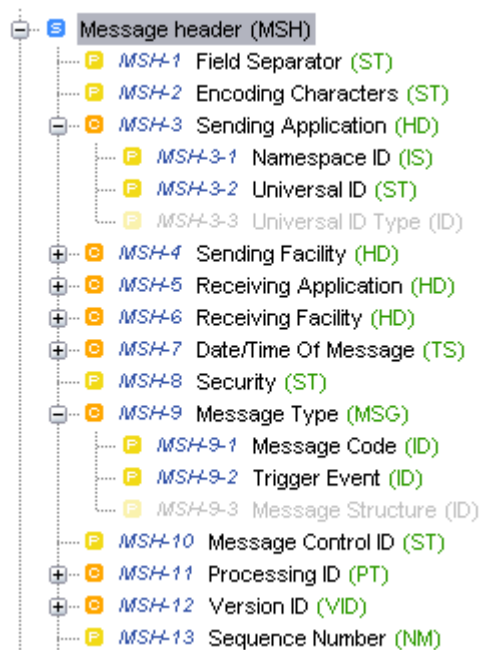 S Message header (MSH)
P MSH-1 Field Separator (ST)
P MSH-2 Encoding Characters (ST)
C MSH-3 Sending Application (HD)
P MSH-3-1 Namespace ID (IS)
P MSH-3-2 Universal ID (ST)
P MSH-3-3 Universal ID Type (ID)
C MSH-4 Sending Facility (HD)
C MSH-5 Receiving Application (HD)
C MSH-6 Receiving Facility (HD)
C MSH-7 Date/Time Of Message (TS)
P MSH-8 Security (ST)
C MSH-9 Message Type (MSG)
P MSH-9-1 Message Code (ID)
P MSH-9-2 Trigger Event (ID)
P MSH-9-3 Message Structure (ID)
P MSH-10 Message Control ID (ST)
C MSH-11 Processing ID (PT)
C MSH-12 Version ID (VID)
P MSH-13 Sequence Number (NM)